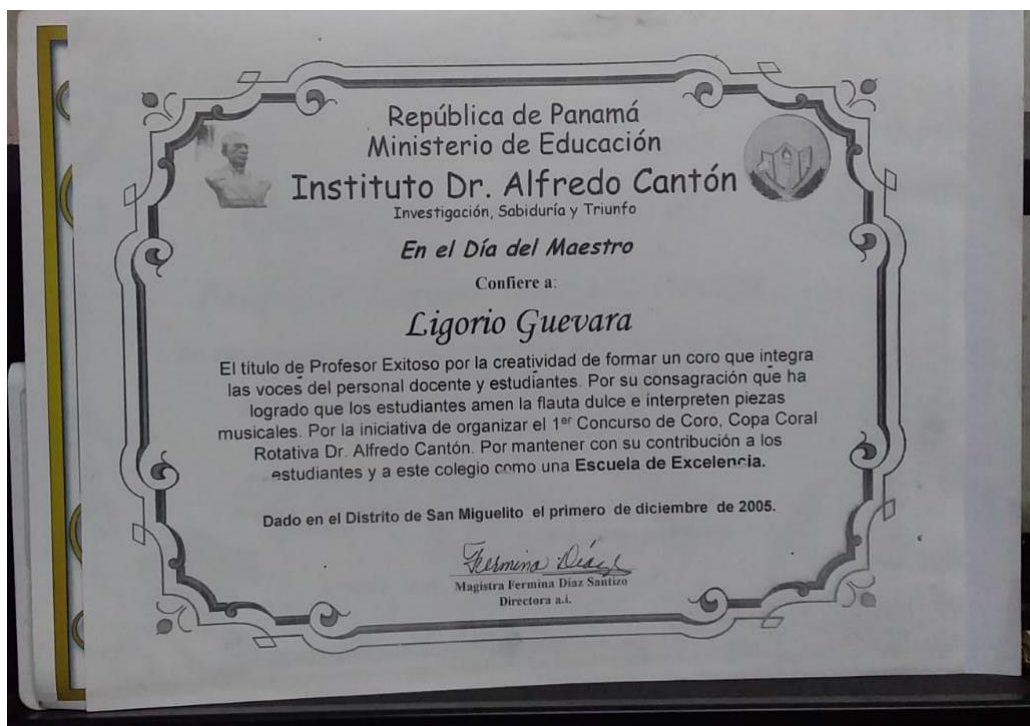 República de Panamá
Ministerio de Educación
Instituto Dr. Alfredo Cantón
Investigación, Sabiduría y Triunfo
En el Día del Maestro
Confiere a:
Ligorio Guevara
El título de Profesor Exitoso por la creatividad de formar un coro que integra
las voces del personal docente y estudiantes. Por su consagración que ha
logrado que los estudiantes amen la flauta dulce e interpreten piezas
musicales. Por la iniciativa de organizar el 1er Concurso de Coro, Copa Coral
Rotativa Dr. Alfredo Cantón. Por mantener con su contribución a los
estudiantes y a este colegio como una Escuela de Excelencia.
Dado en el Distrito de San Miguelito el primero de diciembre de 2005.
Fermina Díaz
Magistra Fermina Díaz Santizo
Directora a.i.